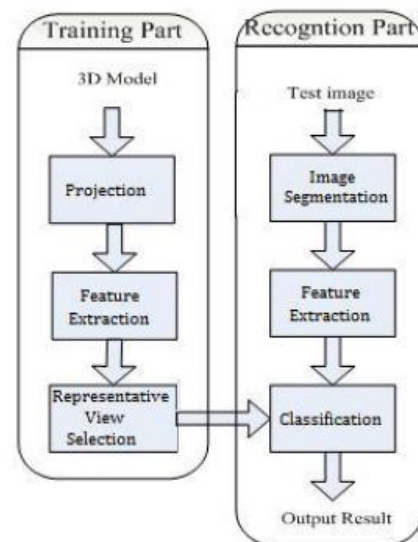 Training Part
3D Model
Projection
Feature
Extraction
Representative
View
Selection
Recogntion Part
Test image
Image
Segmentation
Feature
Extraction
Classification
Output Result